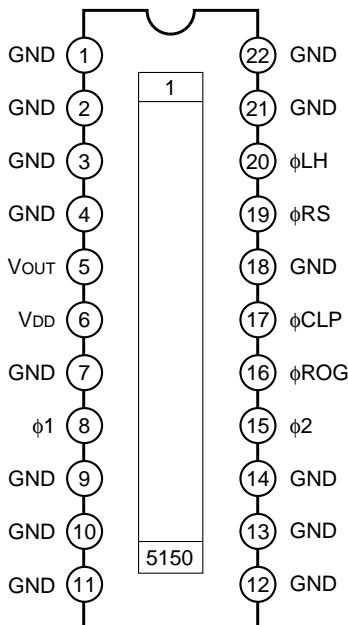 GND 1 1 22 GND
GND 2 21 GND
GND 3 20 ϕLH
GND 4 19 ϕRS
VOUT 5 18 GND
VDD 6 17 ϕCLP
GND 7 16 ϕROG
ϕ1 8 15 ϕ2
GND 9 14 GND
GND 10 13 GND
GND 11 5150 12 GND